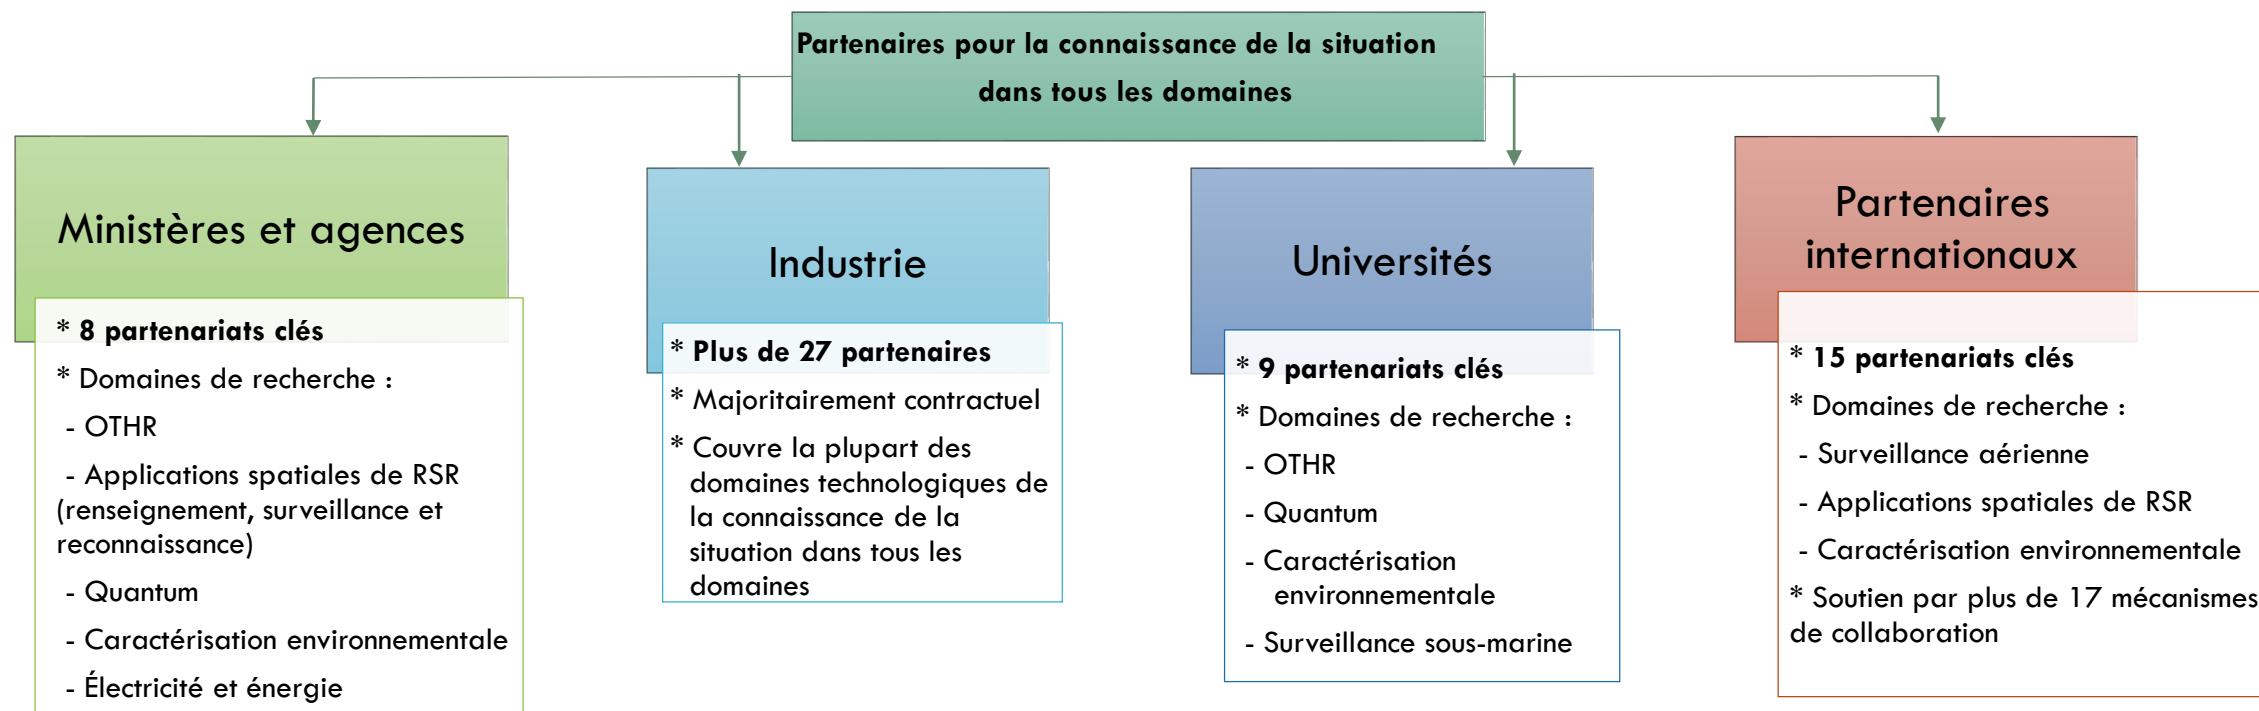 Partenaires pour la connaissance de la situation
dans tous les domaines
Ministères et agences
* 8 partenariats clés
* Domaines de recherche :
- OTHR
- Applications spatiales de RSR
(renseignement, surveillance et
reconnaissance)
- Quantum
- Caractérisation environnementale
- Électricité et énergie
Industrie
* Plus de 27 partenaires
* Majoritairement contractuel
* Couvre la plupart des
domaines technologiques de
la connaissance de la
situation dans tous les
domaines
Universités
* 9 partenariats clés
* Domaines de recherche :
- OTHR
- Quantum
- Caractérisation
environnementale
- Surveillance sous-marine
Partenaires
internationaux
* 15 partenariats clés
* Domaines de recherche :
- Surveillance aérienne
- Applications spatiales de RSR
- Caractérisation environnementale
* Soutien par plus de 17 mécanismes
de collaboration